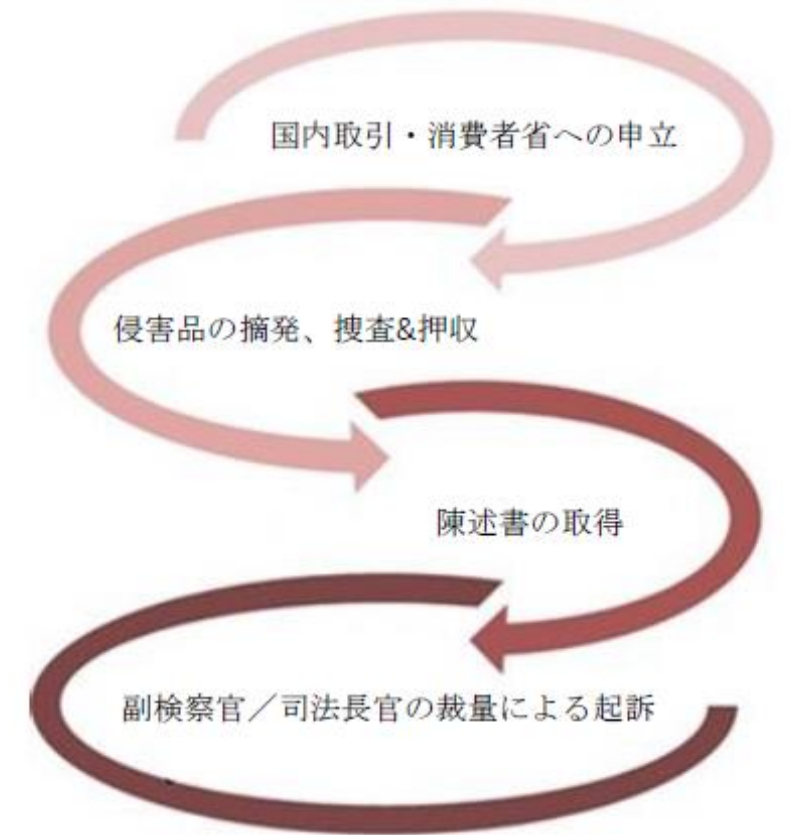 国内取引・消費者省への申立
侵害品の摘発、捜査&押収
陳述書の取得
副検察官／司法長官の裁量による起訴